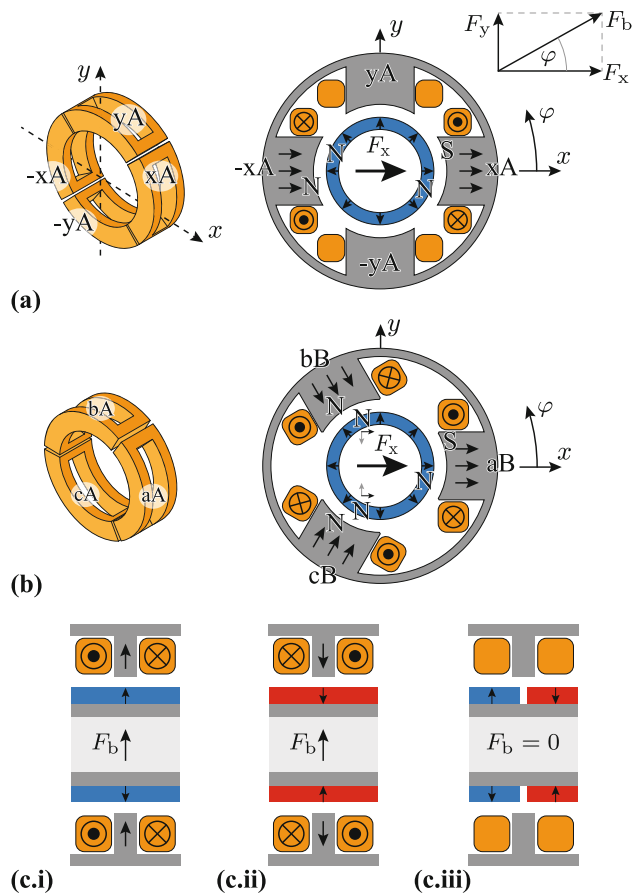 F_y F_b
φ F_x
y
yA
-xA xA
-yA
x
(a)
y
yA
φ
N F_x S
-xA N N xA x
-yA
bA
cA aA
(b)
y
bB
N N
φ
F_x S
N aB x
N
N
cB
F_b
(c.i)
F_b
(c.ii)
F_b = 0
(c.iii)